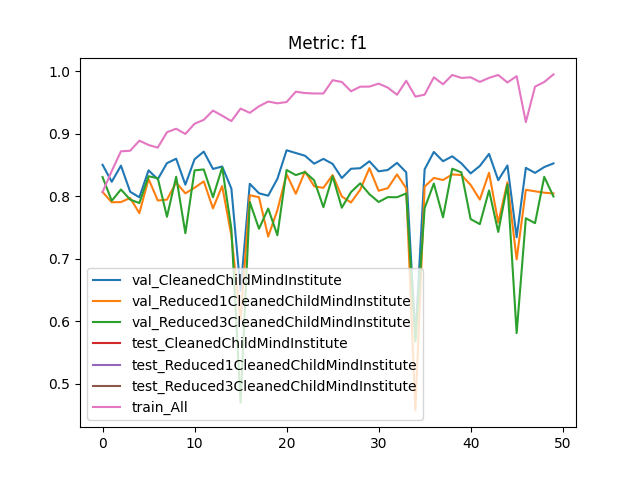 Metric: f1
1.0
0.9
0.8
0.7
0.6
0.5
val_CleanedChildMindInstitute
val_Reduced1CleanedChildMindInstitute
val_Reduced3CleanedChildMindInstitute
test_CleanedChildMindInstitute
test_Reduced1CleanedChildMindInstitute
test_Reduced3CleanedChildMindInstitute
train_All
0 10 20 30 40 50